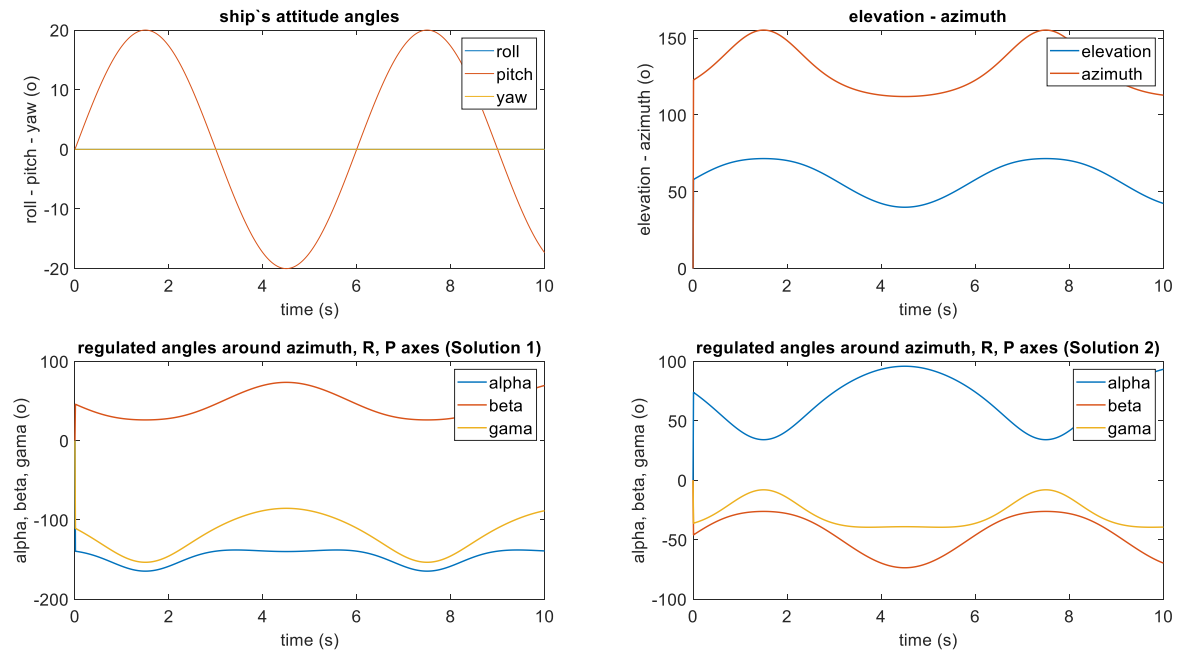 ship`s attitude angles
roll - pitch - yaw (o)
20
10
0
-10
-20
0 2 4 6 8 10
time (s)
roll
pitch
yaw
elevation - azimuth
elevation - azimuth (o)
150
100
50
0
0 2 4 6 8 10
time (s)
elevation
azimuth
regulated angles around azimuth, R, P axes (Solution 1)
alpha, beta, gama (o)
100
0
-100
-200
0 2 4 6 8 10
time (s)
alpha
beta
gama
regulated angles around azimuth, R, P axes (Solution 2)
alpha, beta, gama (o)
100
50
0
-50
-100
0 2 4 6 8 10
time (s)
alpha
beta
gama